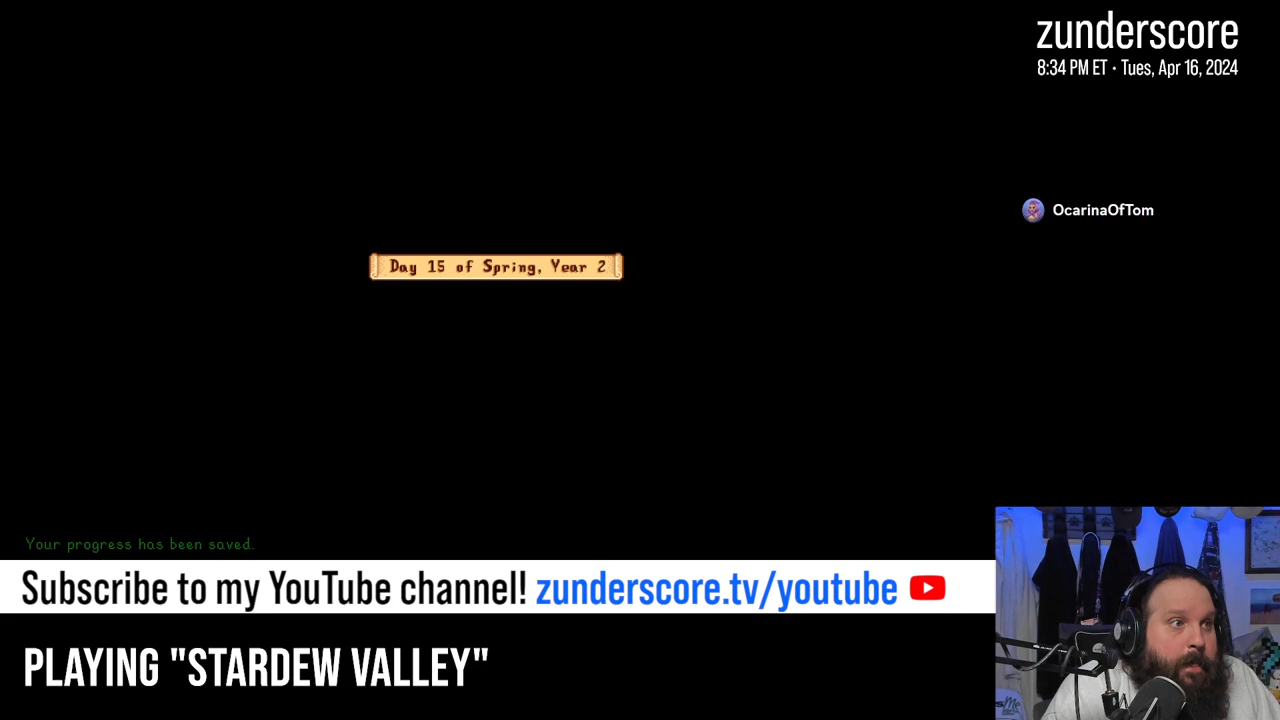 zunderscore
8:34 PM ET • Tues, Apr 16, 2024
OcarinaOfTom
Day 15 of Spring, Year 2
Your progress has been saved.
Subscribe to my YouTube channel! zunderscore.tv/youtube
PLAYING "STARDEW VALLEY"